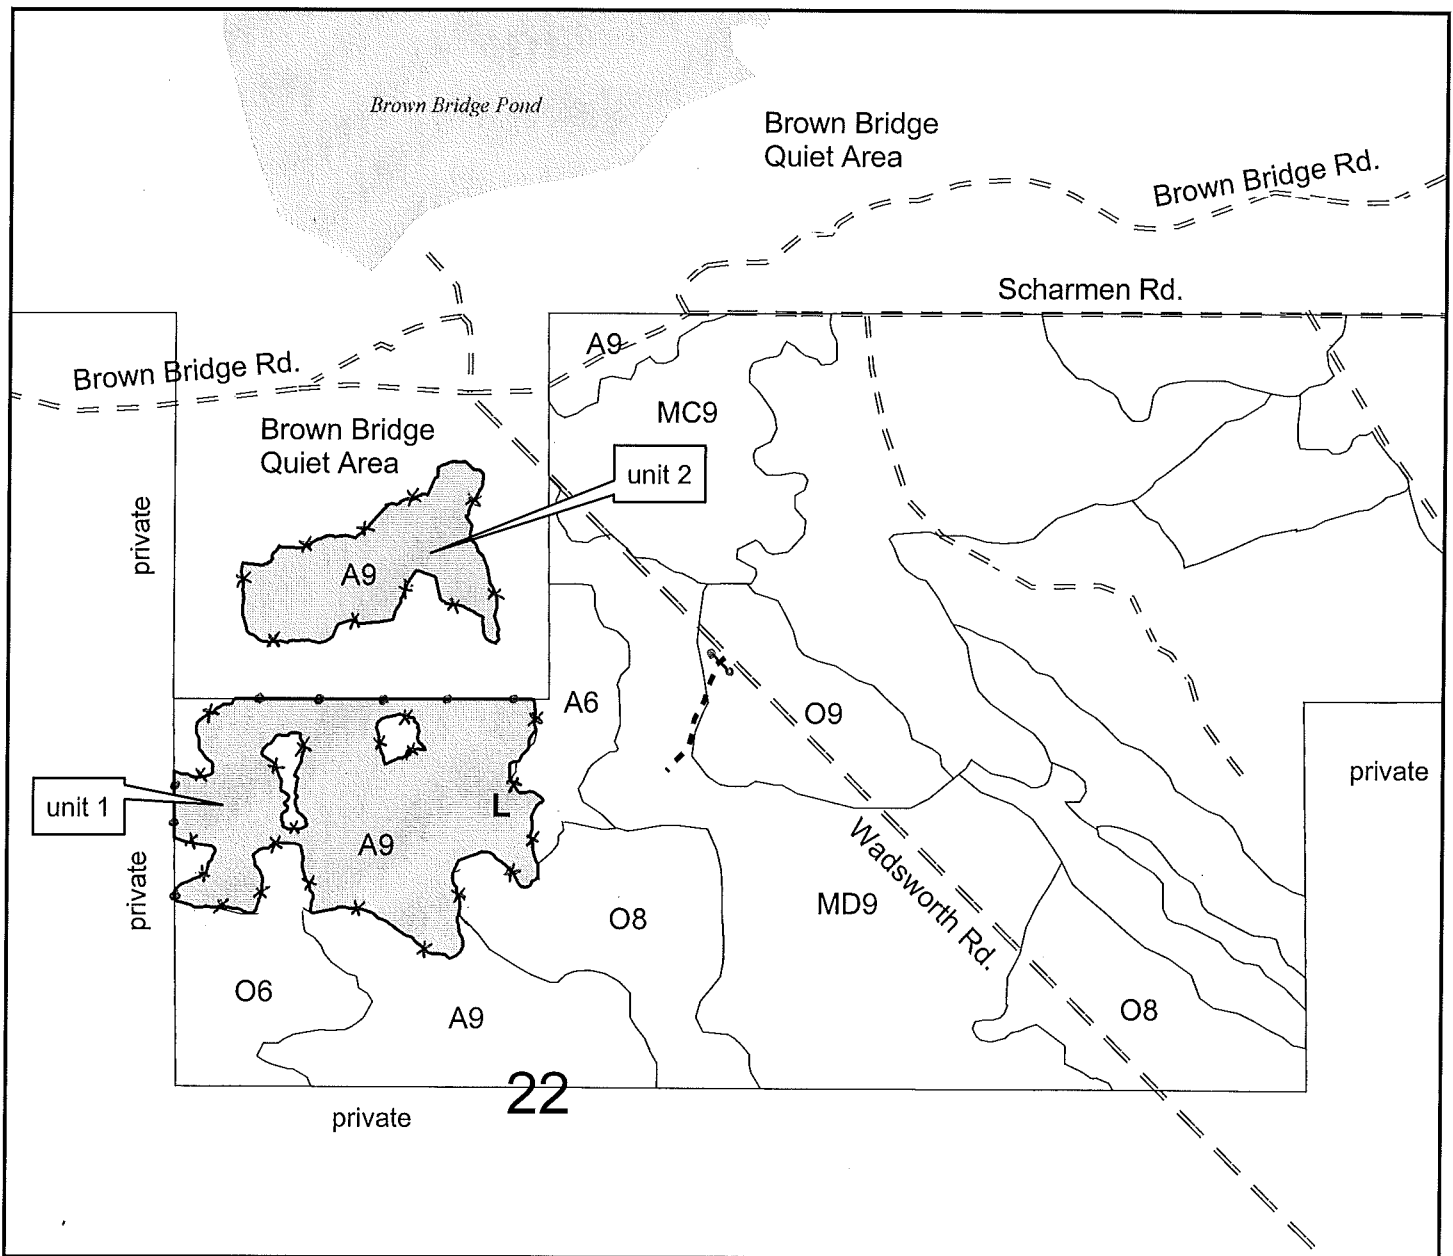 Brown Bridge Pond
Brown Bridge
Quiet Area
Brown Bridge Rd.
Scharmen Rd.
A9
Brown Bridge Rd.
MC9
Brown Bridge
Quiet Area
unit 2
private
A9
A6
O9
private
unit 1
L
A9
Wadsworth Rd.
private
MD9
O8
O6
A9
O8
22
private